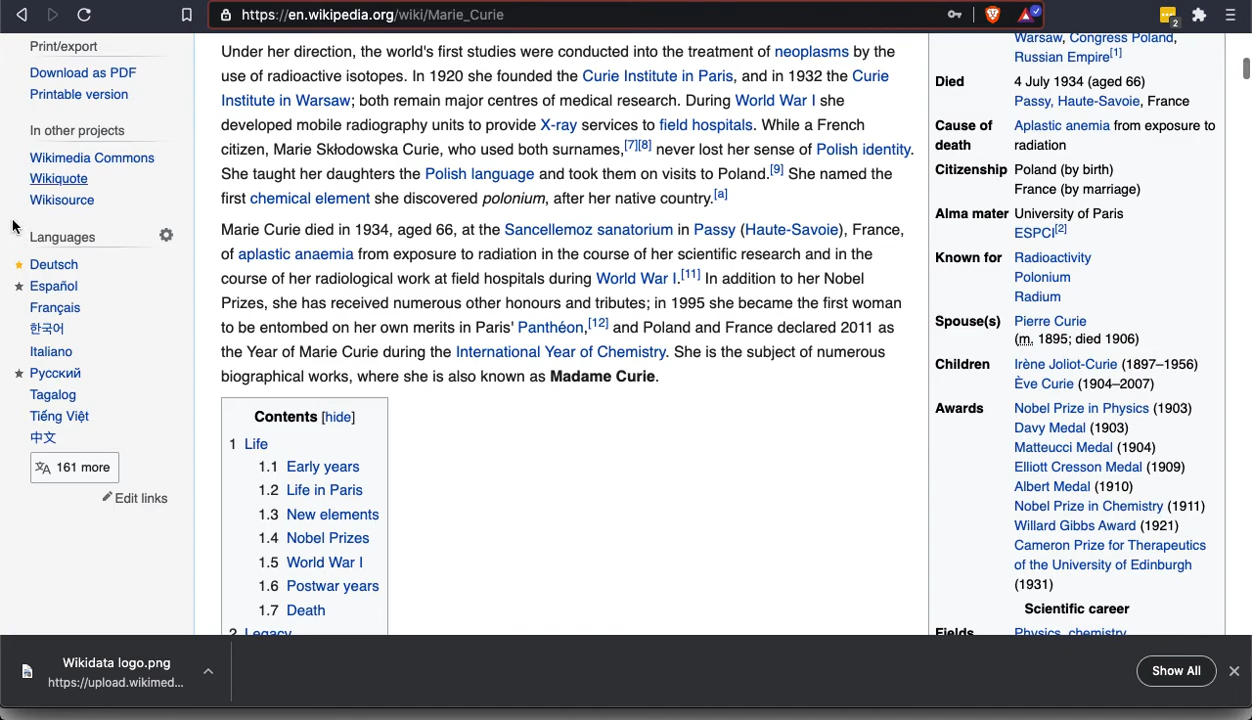 https://en.wikipedia.org/wiki/Marie_Curie
2
Print/export
Download as PDF
Printable version
In other projects
Wikimedia Commons
Wikiquote
Wikisource
Languages
Deutsch
Español
Français
한국어
Italiano
Русский
Tagalog
Tiếng Việt
中文
161 more
Edit links
Under her direction, the world's first studies were conducted into the treatment of neoplasms by the
use of radioactive isotopes. In 1920 she founded the Curie Institute in Paris, and in 1932 the Curie
Institute in Warsaw; both remain major centres of medical research. During World War I she
developed mobile radiography units to provide X-ray services to field hospitals. While a French
citizen, Marie Skłodowska Curie, who used both surnames,[7][8] never lost her sense of Polish identity.
She taught her daughters the Polish language and took them on visits to Poland.[9] She named the
first chemical element she discovered polonium, after her native country.[a]
Marie Curie died in 1934, aged 66, at the Sancellemoz sanatorium in Passy (Haute-Savoie), France,
of aplastic anaemia from exposure to radiation in the course of her scientific research and in the
course of her radiological work at field hospitals during World War I.[11] In addition to her Nobel
Prizes, she has received numerous other honours and tributes; in 1995 she became the first woman
to be entombed on her own merits in Paris' Panthéon,[12] and Poland and France declared 2011 as
the Year of Marie Curie during the International Year of Chemistry. She is the subject of numerous
biographical works, where she is also known as Madame Curie.
Contents [hide]
1 Life
1.1 Early years
1.2 Life in Paris
1.3 New elements
1.4 Nobel Prizes
1.5 World War I
1.6 Postwar years
1.7 Death
2 Legacy
Warsaw, Congress Poland,
Russian Empire[1]
Died 4 July 1934 (aged 66)
Passy, Haute-Savoie, France
Cause of Aplastic anaemia from exposure to
death radiation
Citizenship Poland (by birth)
France (by marriage)
Alma mater University of Paris
ESPCI[2]
Known for Radioactivity
Polonium
Radium
Spouse(s) Pierre Curie
(m. 1895; died 1906)
Children Irène Joliot-Curie (1897–1956)
Ève Curie (1904–2007)
Awards Nobel Prize in Physics (1903)
Davy Medal (1903)
Matteucci Medal (1904)
Elliott Cresson Medal (1909)
Albert Medal (1910)
Nobel Prize in Chemistry (1911)
Willard Gibbs Award (1921)
Cameron Prize for Therapeutics
of the University of Edinburgh
(1931)
Scientific career
Fields Physics, chemistry
Wikidata logo.png
https://upload.wikimed...
Show All